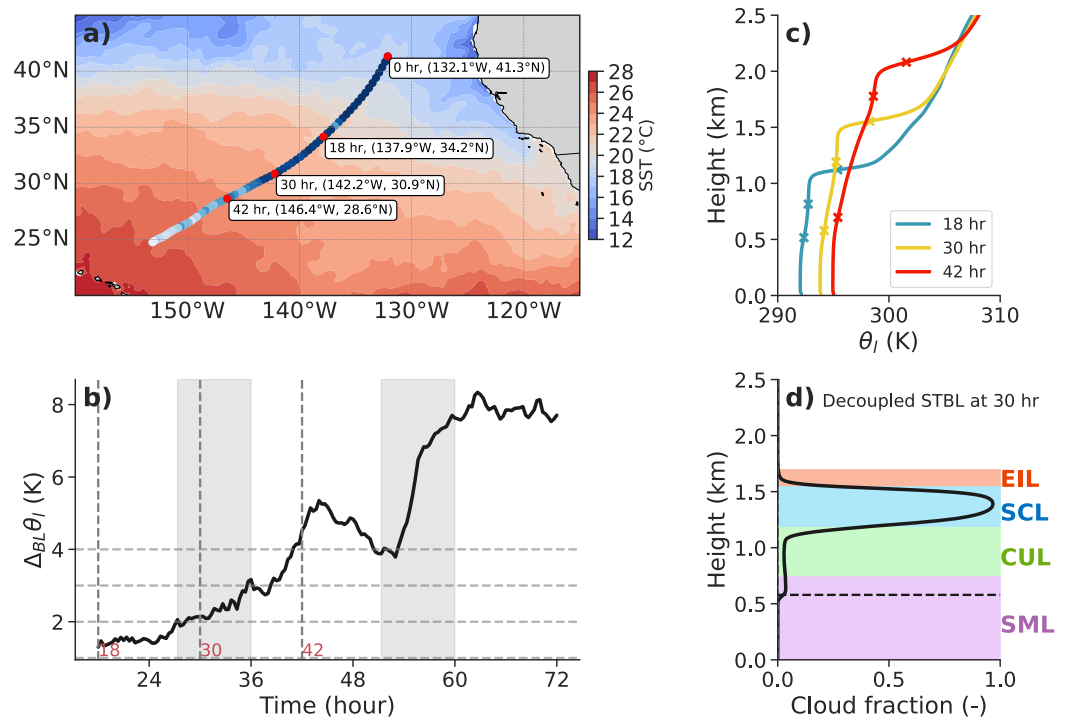 a)
40°N
35°N
30°N
25°N
150°W
140°W
130°W
120°W
0 hr, (132.1°W, 41.3°N)
18 hr, (137.9°W, 34.2°N)
30 hr, (142.2°W, 30.9°N)
42 hr, (146.4°W, 28.6°N)
28
26
24
22
20
18
16
14
12
SST (°C)
c)
2.5
2.0
1.5
1.0
0.5
0.0
Height (km)
18 hr
30 hr
42 hr
290
300
310
θ_l (K)
b)
8
6
4
2
Δ_BLθ_l (K)
18
30
42
24
36
48
60
72
Time (hour)
d) Decoupled STBL at 30 hr
2.5
2.0
1.5
1.0
0.5
0.0
Height (km)
EIL
SCL
CUL
SML
0.0
0.5
1.0
Cloud fraction (-)